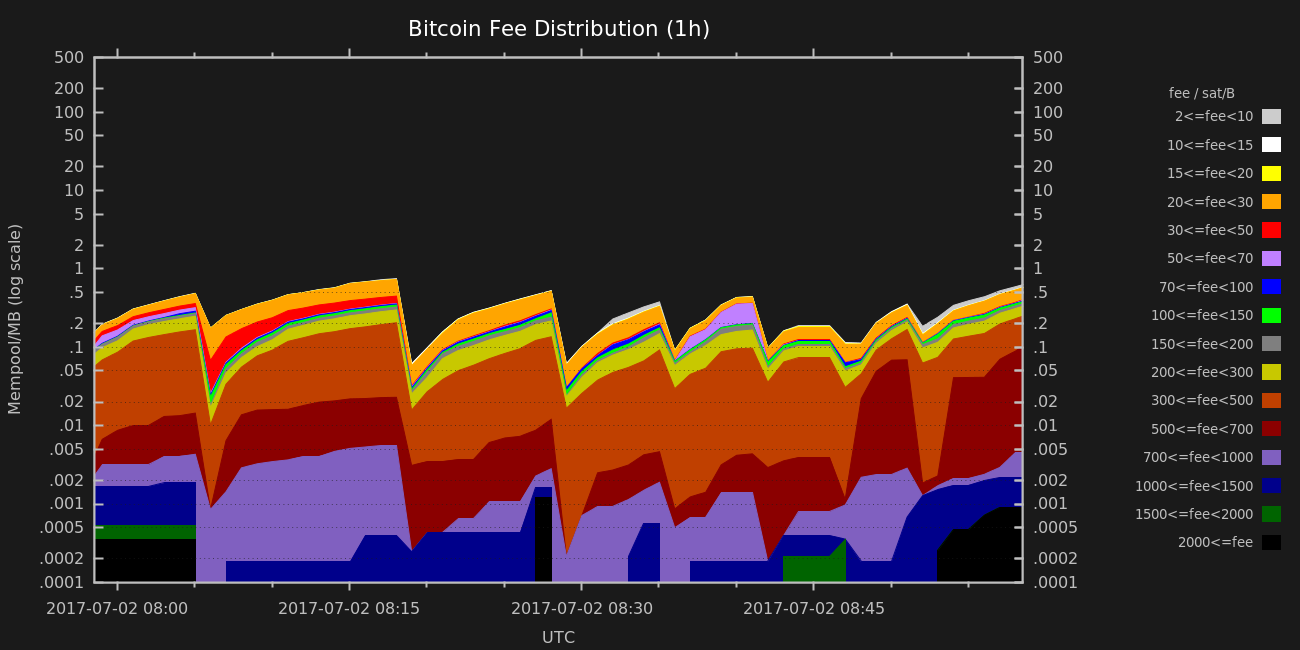 Bitcoin Fee Distribution (1h)
Mempool/MB (log scale)
500
200
100
50
20
10
5
2
1
.5
.2
.1
.05
.02
.01
.005
.002
.001
.0005
.0002
.0001
500
200
100
50
20
10
5
2
1
.5
.2
.1
.05
.02
.01
.005
.002
.001
.0005
.0002
.0001
2017-07-02 08:00
2017-07-02 08:15
2017-07-02 08:30
2017-07-02 08:45
UTC
fee / sat/B
2<=fee<10
10<=fee<15
15<=fee<20
20<=fee<30
30<=fee<50
50<=fee<70
70<=fee<100
100<=fee<150
150<=fee<200
200<=fee<300
300<=fee<500
500<=fee<700
700<=fee<1000
1000<=fee<1500
1500<=fee<2000
2000<=fee